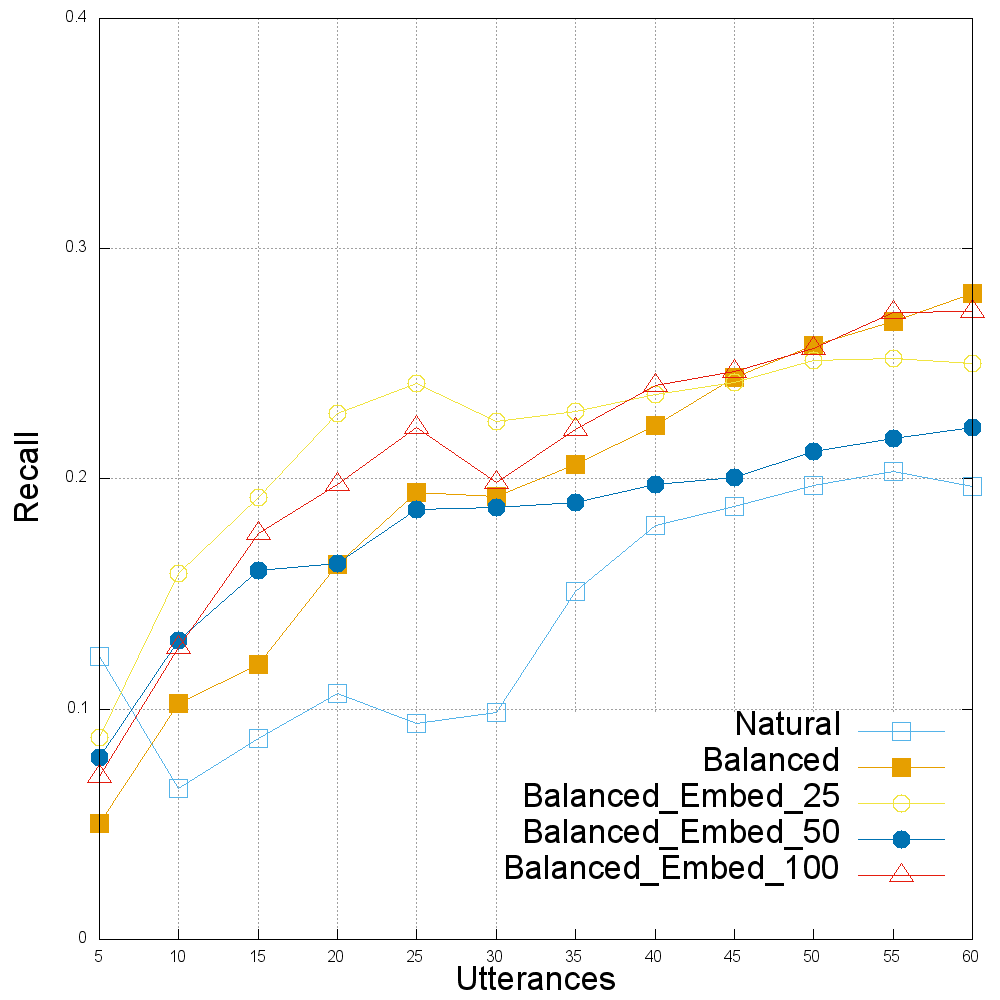 0.4
0.3
0.2
0.1
0
Recall
Natural
Balanced
Balanced_Embed_25
Balanced_Embed_50
Balanced_Embed_100
5 10 15 20 25 30 35 40 45 50 55 60
Utterances